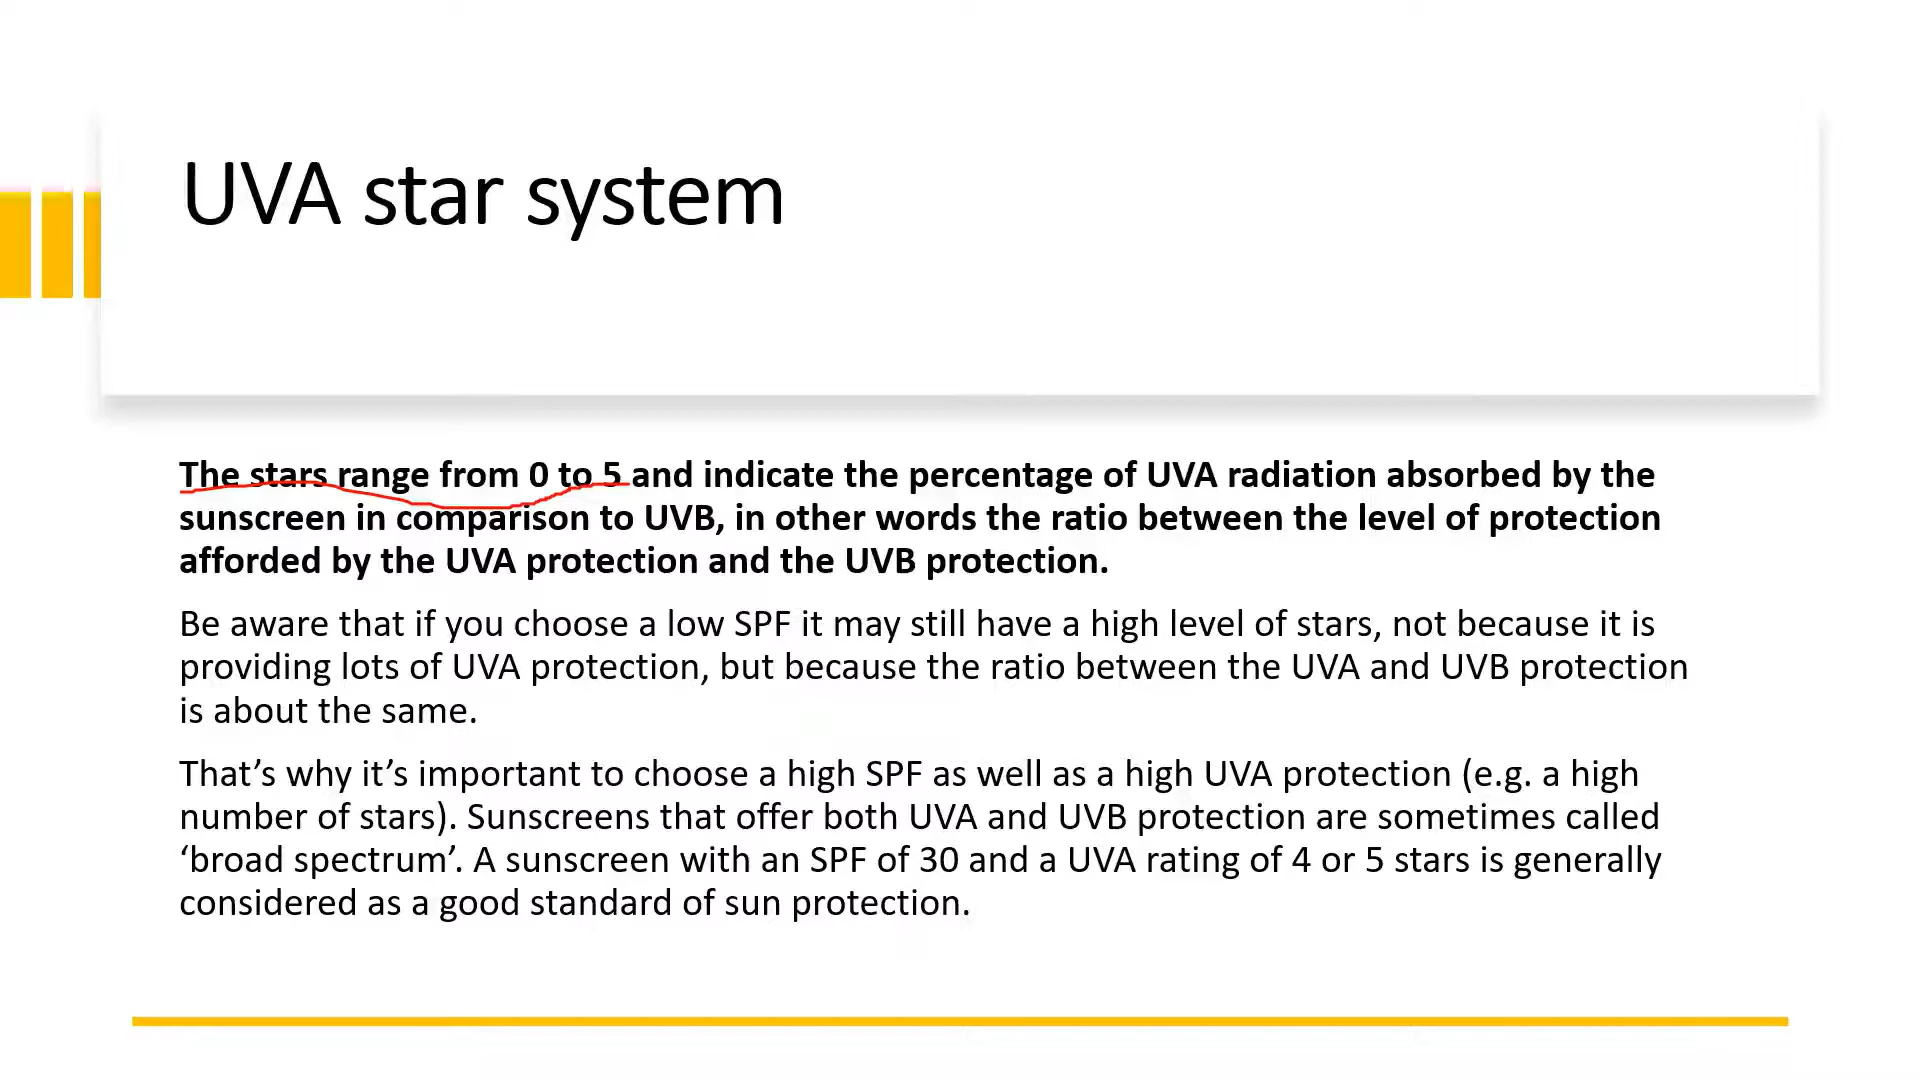 UVA star system
The stars range from 0 to 5 and indicate the percentage of UVA radiation absorbed by the
sunscreen in comparison to UVB, in other words the ratio between the level of protection
afforded by the UVA protection and the UVB protection.
Be aware that if you choose a low SPF it may still have a high level of stars, not because it is
providing lots of UVA protection, but because the ratio between the UVA and UVB protection
is about the same.
That’s why it’s important to choose a high SPF as well as a high UVA protection (e.g. a high
number of stars). Sunscreens that offer both UVA and UVB protection are sometimes called
‘broad spectrum’. A sunscreen with an SPF of 30 and a UVA rating of 4 or 5 stars is generally
considered as a good standard of sun protection.